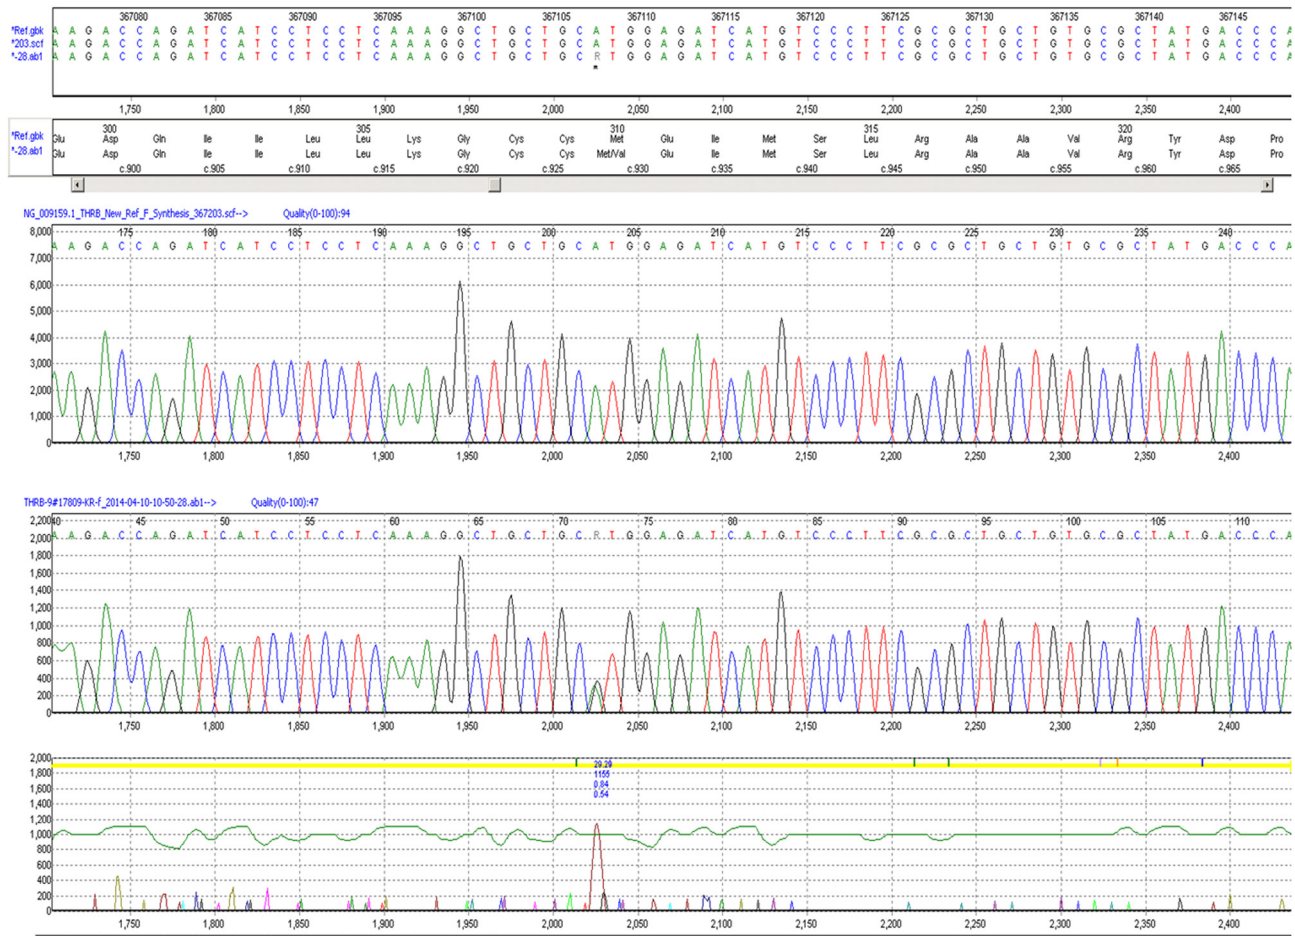 367080 367085 367090 367095 367100 367105 367110 367115 367120 367125 367130 367135 367140 367145
*Ref.gbk A A G A C C A G A T C A T C C T C C T C A A A G G C T G C T G C A T G G A G A T C A T G T C C C T T C G C G C T G C T G T G C G C T A T G A C C C A
*203.scf A A G A C C A G A T C A T C C T C C T C A A A G G C T G C T G C A T G G A G A T C A T G T C C C T T C G C G C T G C T G T G C G C T A T G A C C C A
*-28.ab1 A A G A C C A G A T C A T C C T C C T C A A A G G C T G C T G C R T G G A G A T C A T G T C C C T T C G C G C T G C T G T G C G C T A T G A C C C A
*
1,750 1,800 1,850 1,900 1,950 2,000 2,050 2,100 2,150 2,200 2,250 2,300 2,350 2,400
300 305 310 315 320
*Ref.gbk Glu Asp Gln Ile Ile Leu Leu Lys Gly Cys Cys Met Glu Ile Met Ser Leu Arg Ala Ala Val Arg Tyr Asp Pro
*-28.ab1 Glu Asp Gln Ile Ile Leu Leu Lys Gly Cys Cys Met/Val Glu Ile Met Ser Leu Arg Ala Ala Val Arg Tyr Asp Pro
c.900 c.905 c.910 c.915 c.920 c.925 c.930 c.935 c.940 c.945 c.950 c.955 c.960 c.965
NG_009159.1_THRB_New_Ref_F_Synthesis_367203.scf--> Quality(0-100):94
8,000 175 180 185 190 195 200 205 210 215 220 225 230 235 240
A A G A C C A G A T C A T C C T C C T C A A A G G C T G C T G C A T G G A G A T C A T G T C C C T T C G C G C T G C T G T G C G C T A T G A C C C A
7,000
6,000
5,000
4,000
3,000
2,000
1,000
0
1,750 1,800 1,850 1,900 1,950 2,000 2,050 2,100 2,150 2,200 2,250 2,300 2,350 2,400
THRB-9#17809-KR-f_2014-04-10-10-50-28.ab1--> Quality(0-100):47
2,200 40 45 50 55 60 65 70 75 80 85 90 95 100 105 110
2,000 A A G A C C A G A T C A T C C T C C T C A A A G G C T G C T G C R T G G A G A T C A T G T C C C T T C G C G C T G C T G T G C G C T A T G A C C C A
1,800
1,600
1,400
1,200
1,000
800
600
400
200
0
1,750 1,800 1,850 1,900 1,950 2,000 2,050 2,100 2,150 2,200 2,250 2,300 2,350 2,400
2,000 29.29
1,800 1155
1,600 0.84
1,400 0.54
1,200
1,000
800
600
400
200
0
1,750 1,800 1,850 1,900 1,950 2,000 2,050 2,100 2,150 2,200 2,250 2,300 2,350 2,400